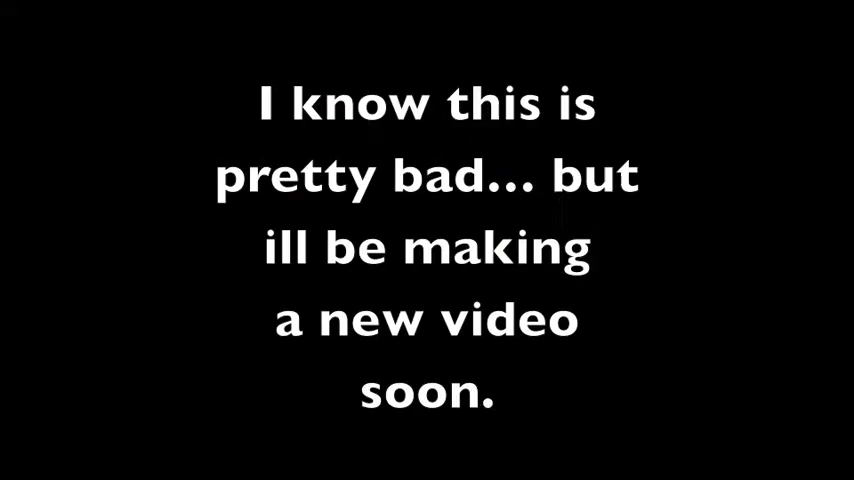 I know this is
pretty bad... but
ill be making
a new video
soon.